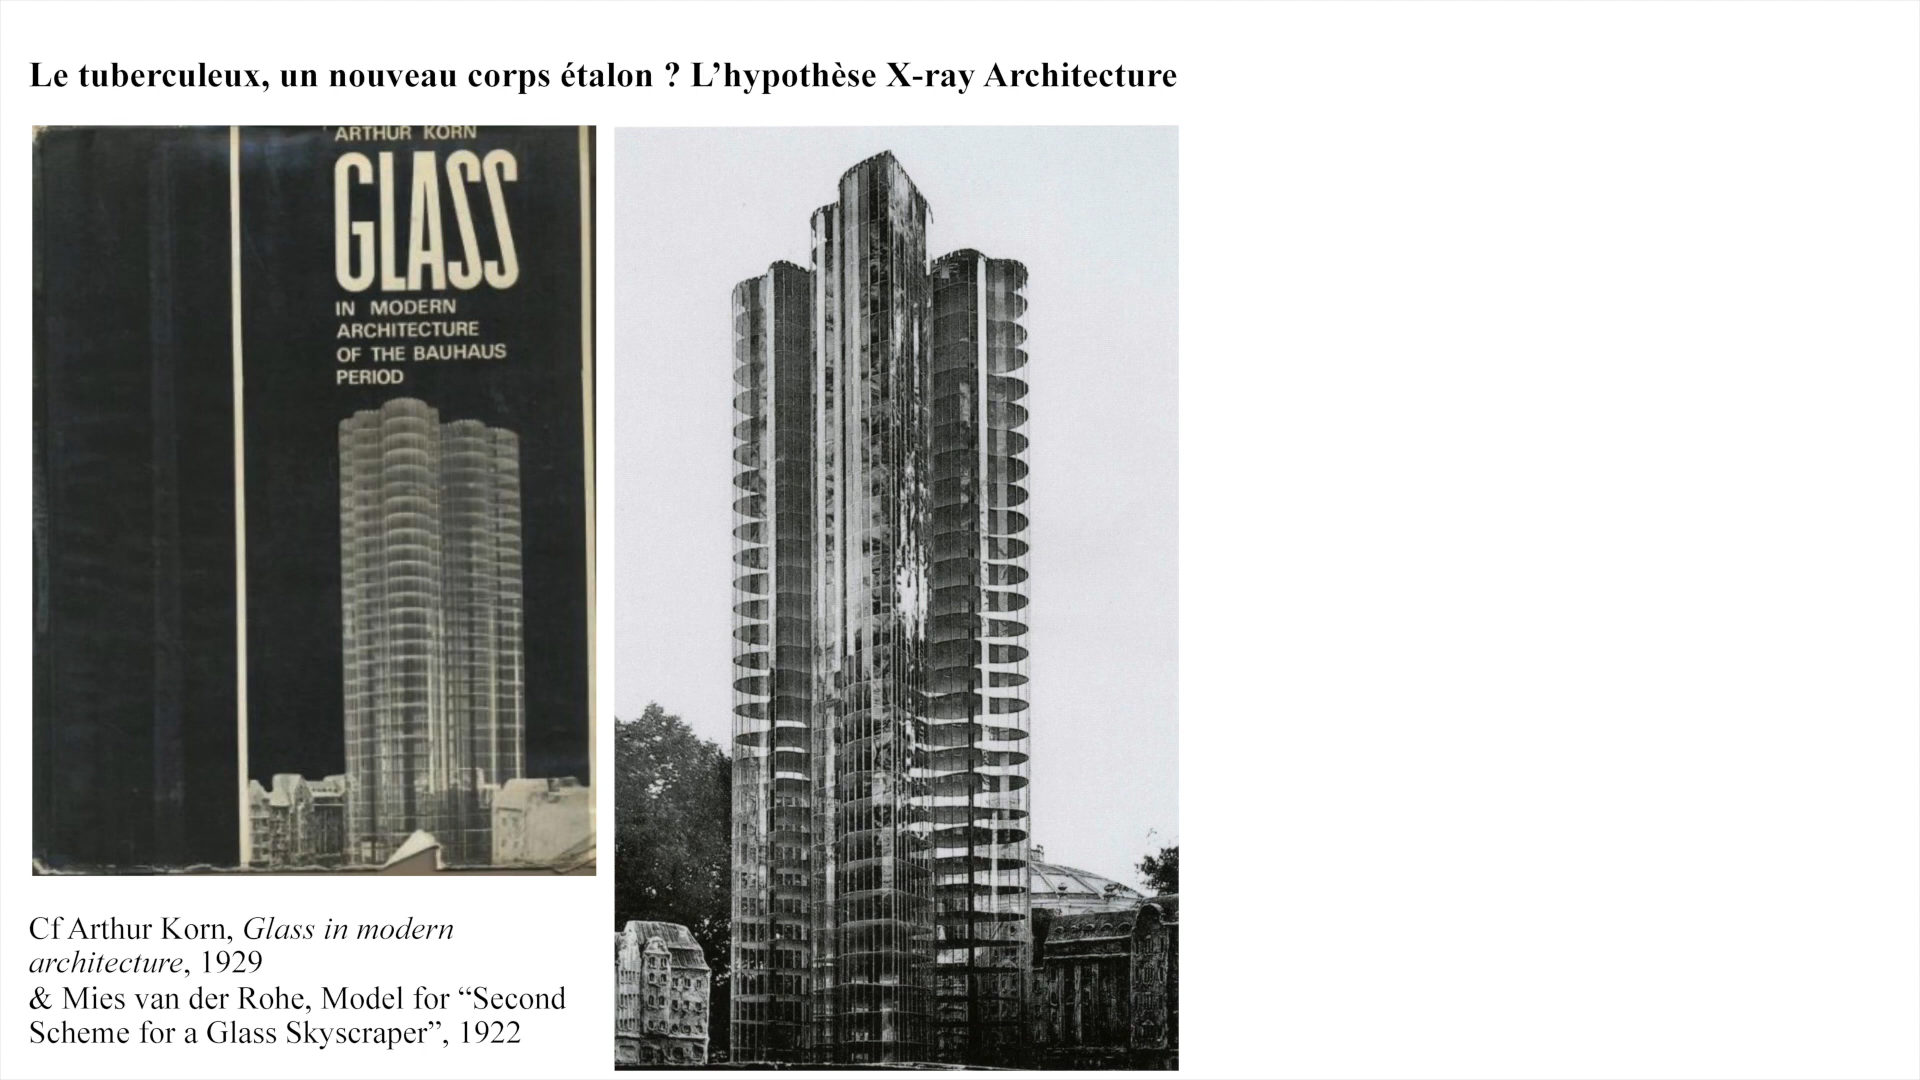 Le tuberculeux, un nouveau corps étalon ? L’hypothèse X-ray Architecture
ARTHUR KORN
GLASS
IN MODERN
ARCHITECTURE
OF THE BAUHAUS
PERIOD
Cf Arthur Korn, Glass in modern
architecture, 1929
& Mies van der Rohe, Model for “Second
Scheme for a Glass Skyscraper”, 1922